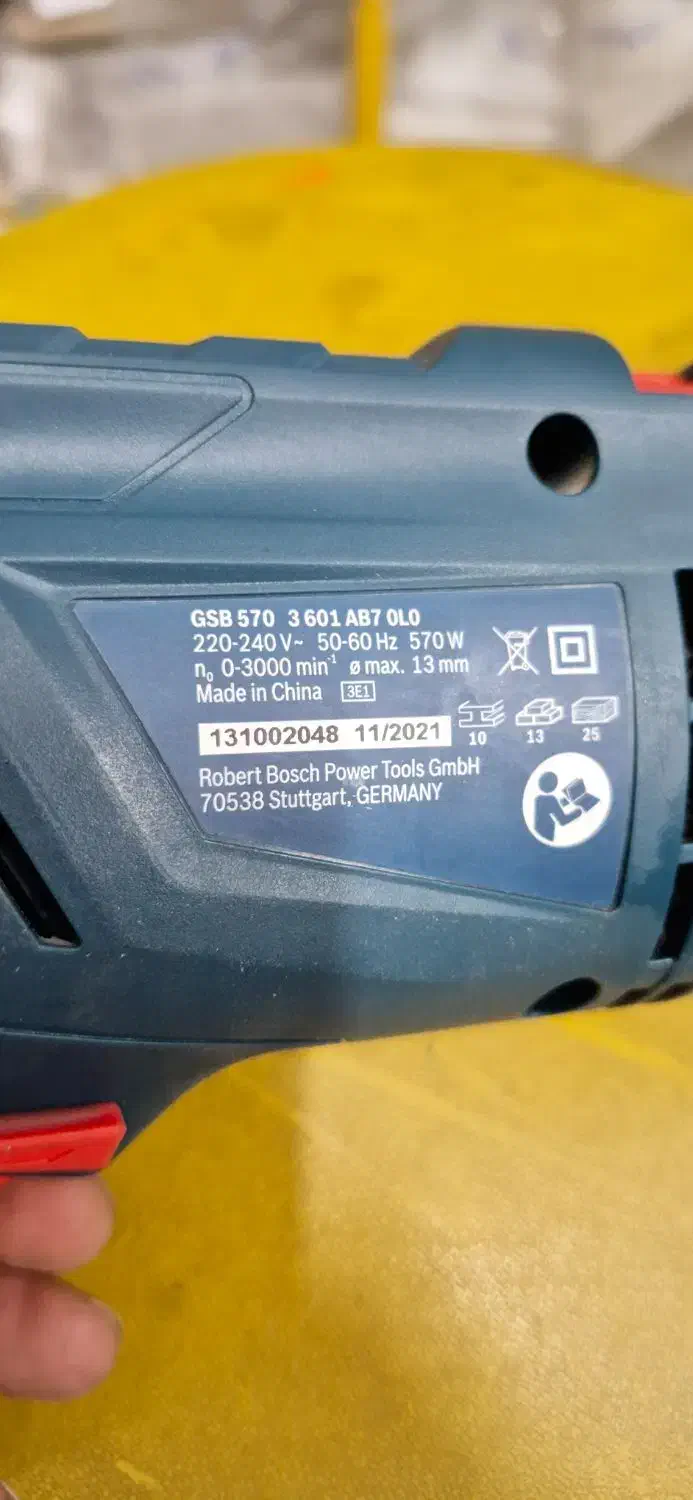 GSB 570 3 601 AB7 0L0
220-240 V~ 50-60 Hz 570 W
n₀ 0-3000 min⁻¹ ø max. 13 mm
Made in China 3E1
10 13 25
131002048 11/2021
Robert Bosch Power Tools GmbH
70538 Stuttgart, GERMANY